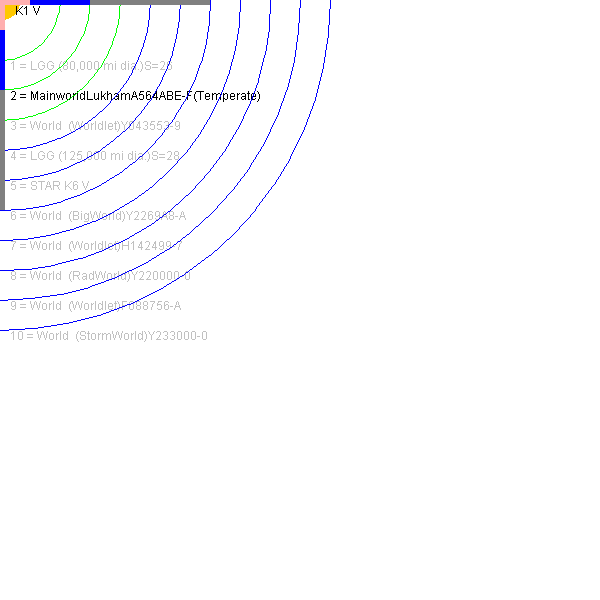 K1 V
1 = LGG (80,000 mi dia.)S=23
2 = MainworldLukhamA564ABE-F(Temperate)
3 = World (Worldlet)Y043553-9
4 = LGG (125,000 mi dia.)S=28
5 = STAR K6 V
6 = World (BigWorld)Y2269A8-A
7 = World (Worldlet)H142499-7
8 = World (RadWorld)Y220000-0
9 = World (Worldlet)F088756-A
10 = World (StormWorld)Y233000-0